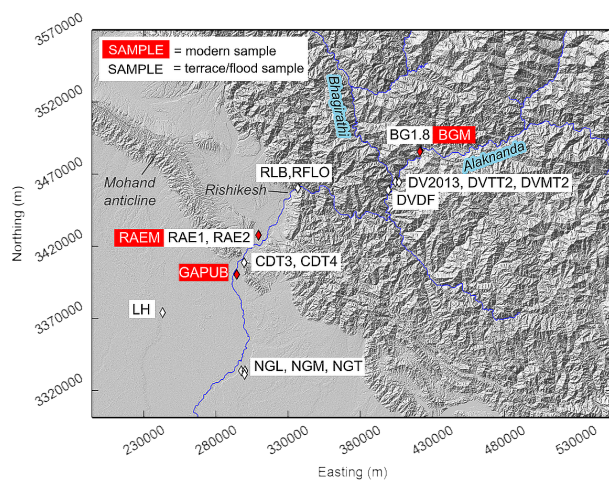 3570000
SAMPLE = modern sample
SAMPLE = terrace/flood sample
3520000
Bhagirathi
BG1.8 BGM
Alaknanda
3470000
RLB,RFLO
DV2013, DVTT2, DVMT2
Mohand
anticline
Rishikesh
DVDF
Northing (m)
3420000
RAEM RAE1, RAE2
CDT3, CDT4
GAPUB
3370000
LH
NGL, NGM, NGT
3320000
230000
280000
330000
380000
430000
480000
530000
Easting (m)